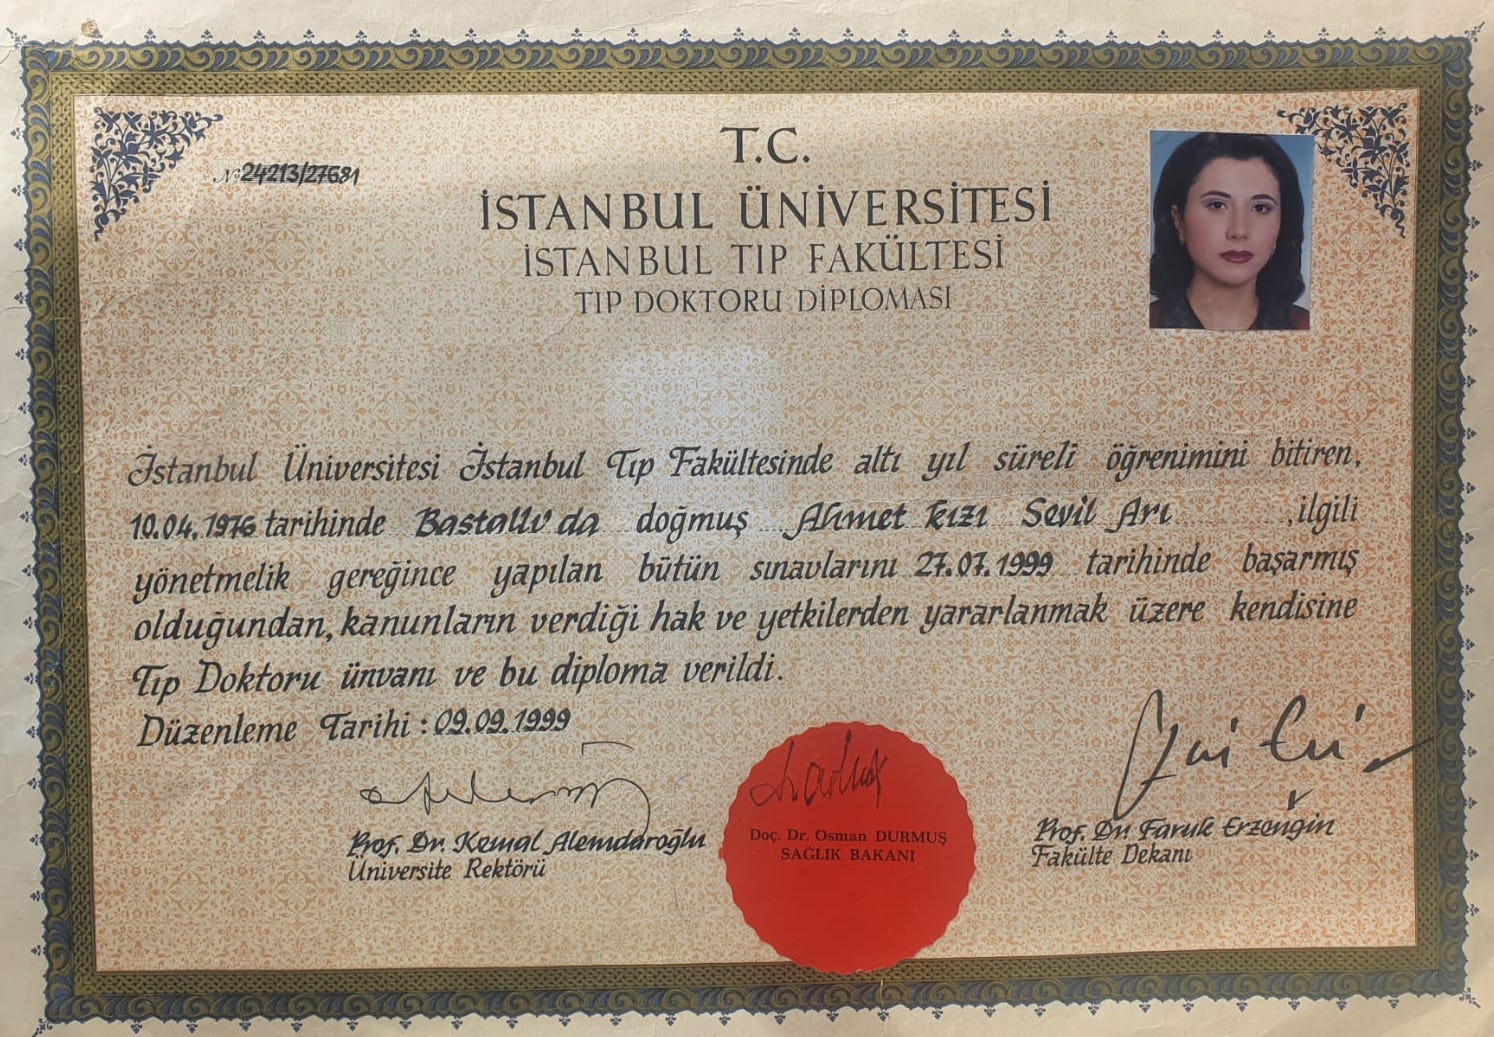 № 24213/27681
T.C.
İSTANBUL ÜNİVERSİTESİ
İSTANBUL TIP FAKÜLTESİ
TIP DOKTORU DİPLOMASI
İstanbul Üniversitesi İstanbul Tıp Fakültesinde altı yıl süreli öğrenimini bitiren,
10.04.1976 tarihinde Bastallı'da doğmuş Ahmet kızı Sevil Arı ,ilgili
yönetmelik gereğince yapılan bütün sınavlarını 27.07.1999 tarihinde başarmış
olduğundan, kanunların verdiği hak ve yetkilerden yararlanmak üzere kendisine
Tıp Doktoru ünvanı ve bu diploma verildi.
Düzenleme Tarihi : 09.09.1999
Prof. Dr. Kemal Alemdaroğlu
Üniversite Rektörü
Doç. Dr. Osman DURMUŞ
SAĞLIK BAKANI
Prof. Dr. Faruk Erzengin
Fakülte Dekanı